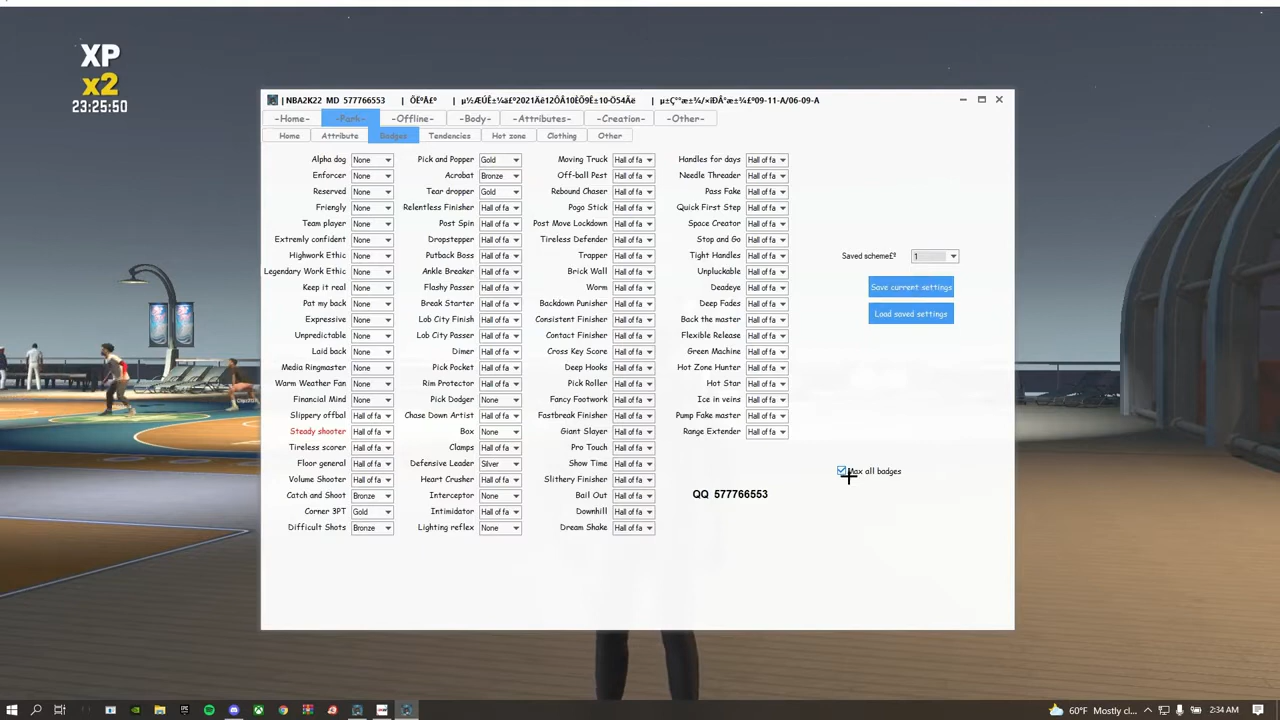 XP
x2
23:25:50
NBA2K22 MD 577766553 | ÕÊºÅ£º | µ½ÆÚÊ±¼ä£º2021Äê12ÔÂ10ÈÕ9Ê±10·Ö54Ãë | µ±Ç°°æ±¾/×îÐÂ°æ±¾£º09-11-A/06-09-A
-Home- -Park- -Offline- -Body- -Attributes- -Creation- -Other-
Home Attribute Badges Tendencies Hot zone Clothing Other
Alpha dog None Pick and Popper Gold Moving Truck Hall of fa Handles for days Hall of fa
Enforcer None Acrobat Bronze Off-ball Pest Hall of fa Needle Threader Hall of fa
Reserved None Tear dropper Gold Rebound Chaser Hall of fa Pass Fake Hall of fa
Friengly None Relentless Finisher Hall of fa Pogo Stick Hall of fa Quick First Step Hall of fa
Team player None Post Spin Hall of fa Post Move Lockdown Hall of fa Space Creator Hall of fa
Extremly confident None Dropstepper Hall of fa Tireless Defender Hall of fa Stop and Go Hall of fa
Highwork Ethic None Putback Boss Hall of fa Trapper Hall of fa Tight Handles Hall of fa Saved scheme£º 1
Legendary Work Ethic None Ankle Breaker Hall of fa Brick Wall Hall of fa Unpluckable Hall of fa
Keep it real None Flashy Passer Hall of fa Worm Hall of fa Deadeye Hall of fa Save current settings
Pat my back None Break Starter Hall of fa Backdown Punisher Hall of fa Deep Fades Hall of fa
Expressive None Lob City Finish Hall of fa Consistent Finisher Hall of fa Back the master Hall of fa Load saved settings
Unpredictable None Lob City Passer Hall of fa Contact Finisher Hall of fa Flexible Release Hall of fa
Laid back None Dimer Hall of fa Cross Key Score Hall of fa Green Machine Hall of fa
Media Ringmaster None Pick Pocket Hall of fa Deep Hooks Hall of fa Hot Zone Hunter Hall of fa
Warm Weather Fan None Rim Protector Hall of fa Pick Roller Hall of fa Hot Star Hall of fa
Financial Mind None Pick Dodger None Fancy Footwork Hall of fa Ice in veins Hall of fa
Slippery offbal Hall of fa Chase Down Artist Hall of fa Fastbreak Finisher Hall of fa Pump Fake master Hall of fa
Steady shooter Hall of fa Box None Giant Slayer Hall of fa Range Extender Hall of fa
Tireless scorer Hall of fa Clamps Hall of fa Pro Touch Hall of fa
Floor general Hall of fa Defensive Leader Silver Show Time Hall of fa
Volume Shooter Hall of fa Heart Crusher Hall of fa Slithery Finisher Hall of fa Max all badges
Catch and Shoot Bronze Interceptor None Bail Out Hall of fa QQ 577766553
Corner 3PT Gold Intimidator Hall of fa Downhill Hall of fa
Difficult Shots Bronze Lighting reflex None Dream Shake Hall of fa
60°F Mostly cl... 2:34 AM